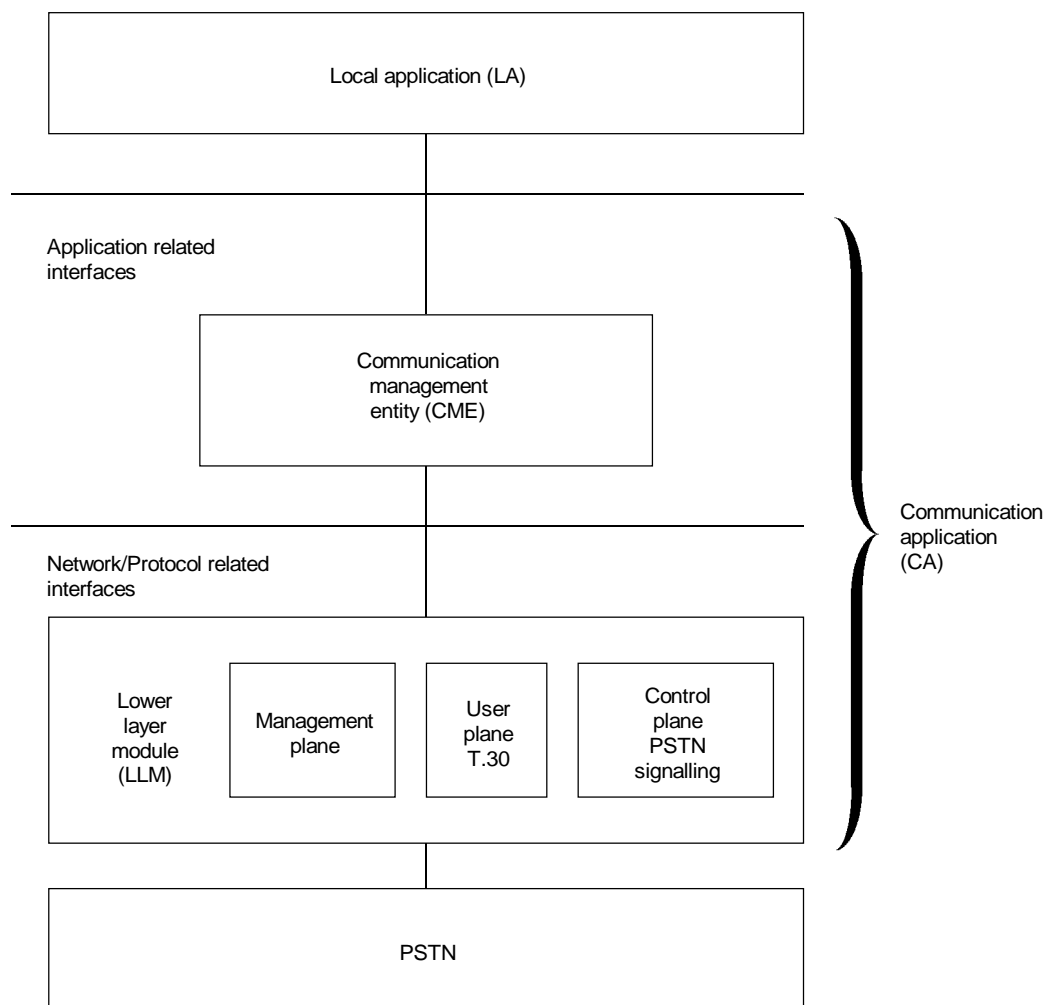 Local application (LA)
Application related
interfaces
Communication
management
entity (CME)
Communication
application
(CA)
Network/Protocol related
interfaces
Lower
layer
module
(LLM)
Management
plane
User
plane
T.30
Control
plane
PSTN
signalling
PSTN